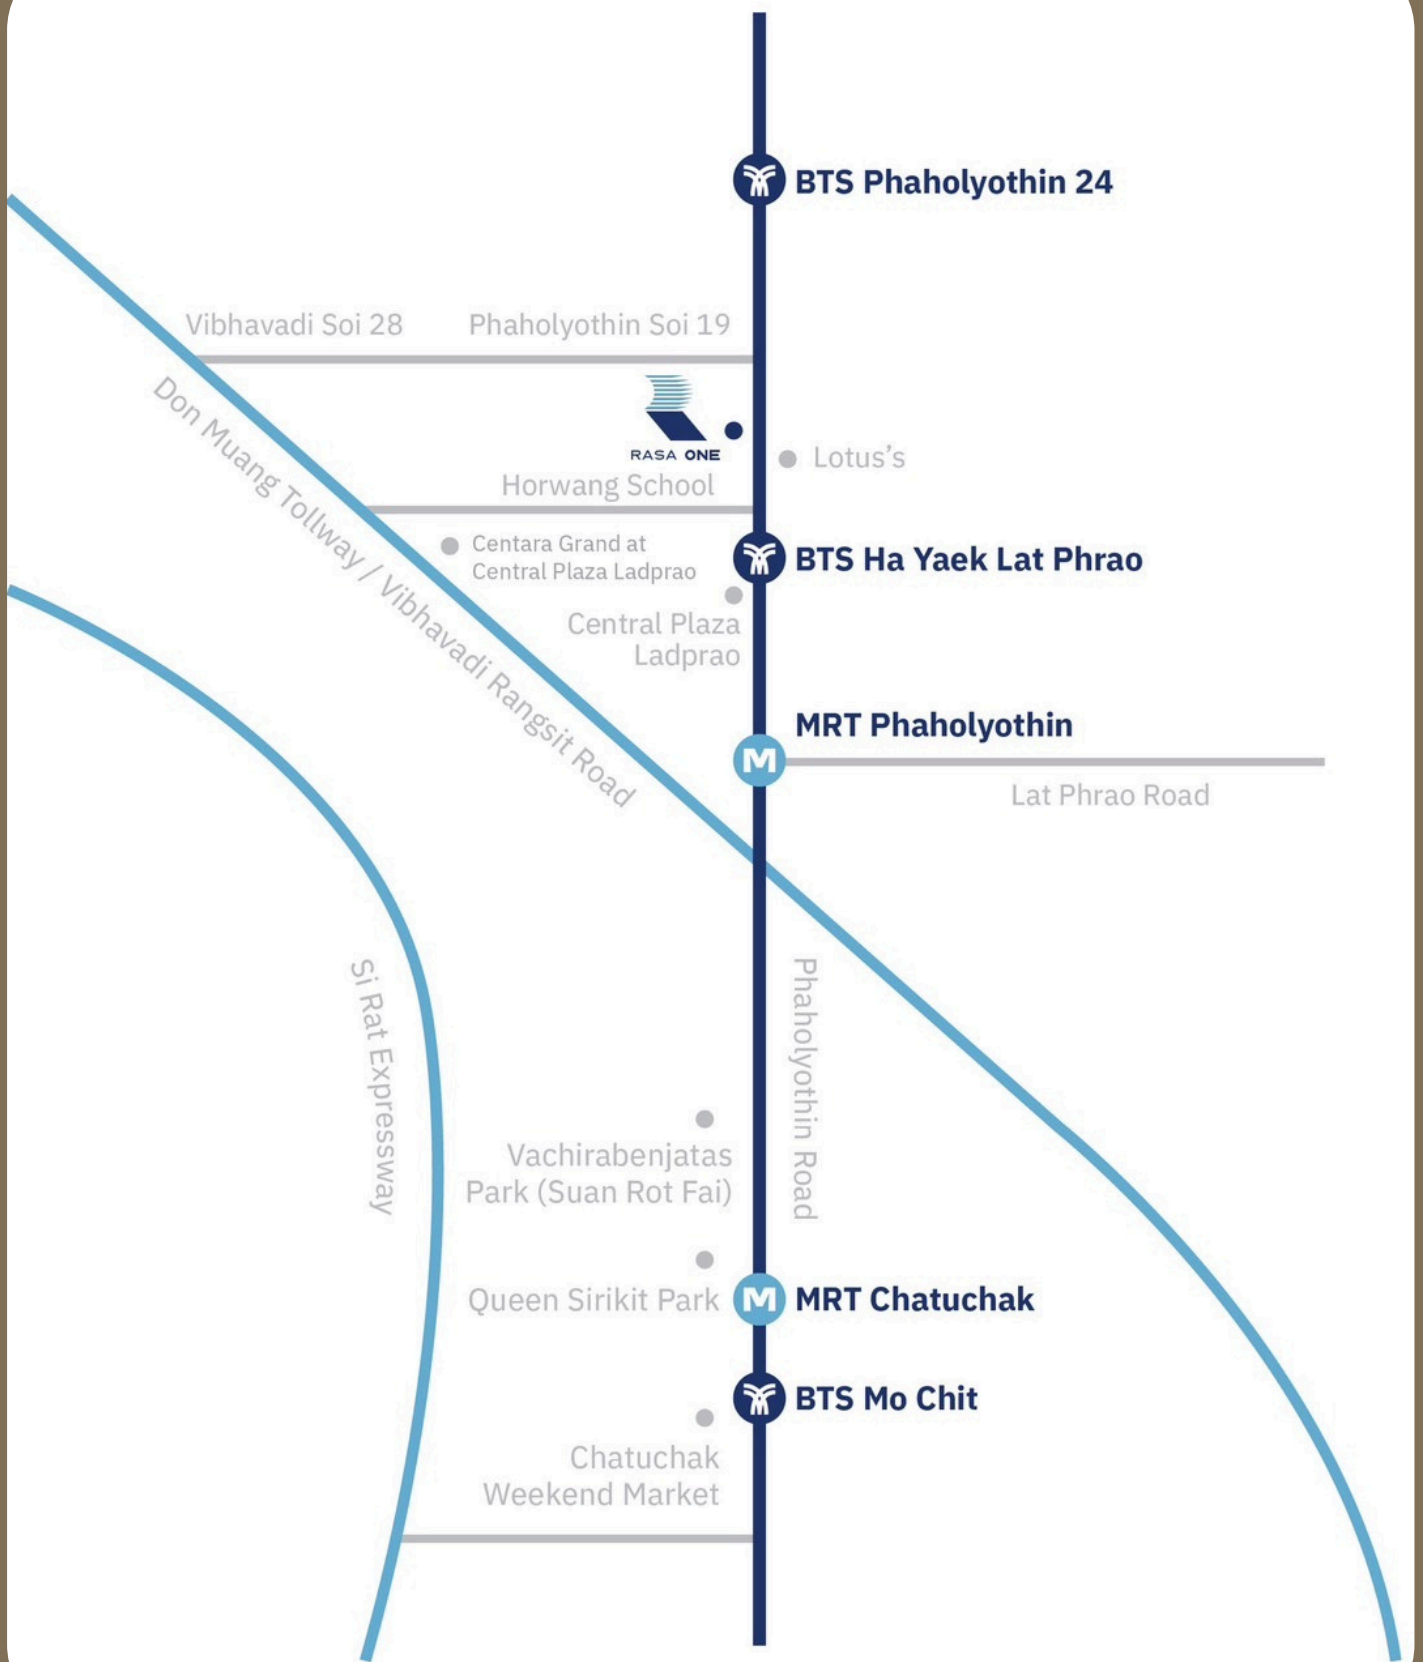 BTS Phaholyothin 24
Vibhavadi Soi 28
Phaholyothin Soi 19
Don Muang Tollway / Vibhavadi Rangsit Road
RASA ONE
Lotus’s
Horwang School
Centara Grand at
Central Plaza Ladprao
BTS Ha Yaek Lat Phrao
Central Plaza
Ladprao
MRT Phaholyothin
M
Lat Phrao Road
Si Rat Expressway
Phaholyothin Road
Vachirabenjatas
Park (Suan Rot Fai)
Queen Sirikit Park
M
MRT Chatuchak
BTS Mo Chit
Chatuchak
Weekend Market